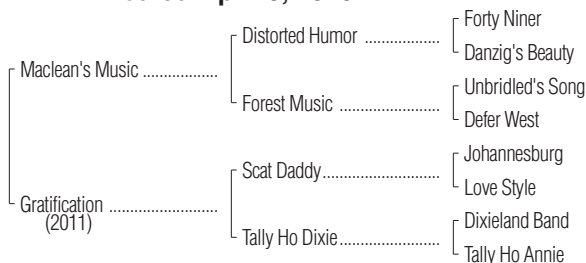 Forty Niner
Distorted Humor ..................
Danzig's Beauty
Maclean's Music ..................
Unbridled's Song
Forest Music ........................
Defer West
Johannesburg
Scat Daddy............................
Love Style
Gratification ..........................
(2011)
Dixieland Band
Tally Ho Dixie........................
Tally Ho Annie